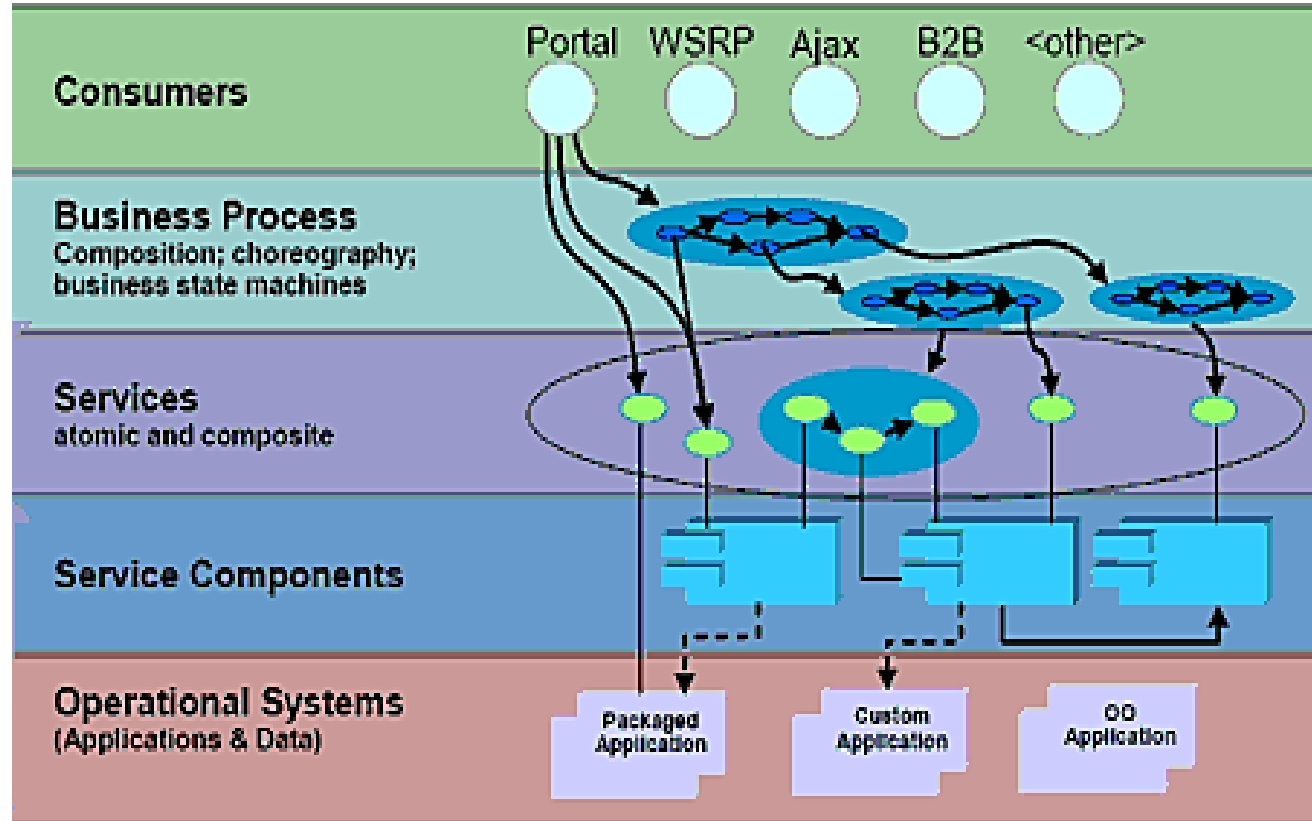 Portal WSRP Ajax B2B <other>
Consumers
Business Process
Composition; choreography;
business state machines
Services
atomic and composite
Service Components
Operational Systems
(Applications & Data)
Packaged
Application
Custom
Application
OO
Application